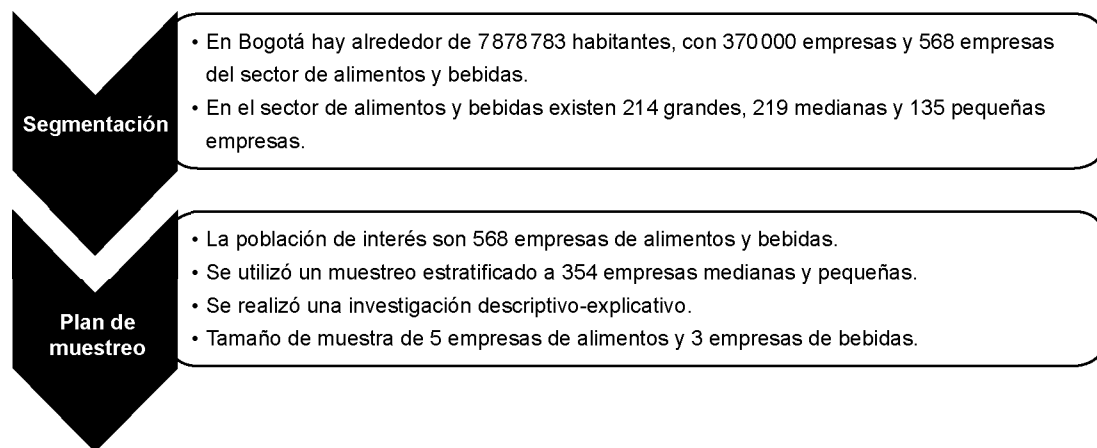 Segmentación
• En Bogotá hay alrededor de 7878783 habitantes, con 370000 empresas y 568 empresas
del sector de alimentos y bebidas.
• En el sector de alimentos y bebidas existen 214 grandes, 219 medianas y 135 pequeñas
empresas.
Plan de
muestreo
• La población de interés son 568 empresas de alimentos y bebidas.
• Se utilizó un muestreo estratificado a 354 empresas medianas y pequeñas.
• Se realizó una investigación descriptivo-explicativo.
• Tamaño de muestra de 5 empresas de alimentos y 3 empresas de bebidas.